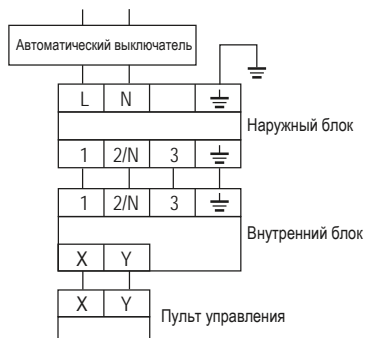 Автоматический выключатель
L N
Наружный блок
1 2/N 3
1 2/N 3
Внутренний блок
X Y
X Y
Пульт управления